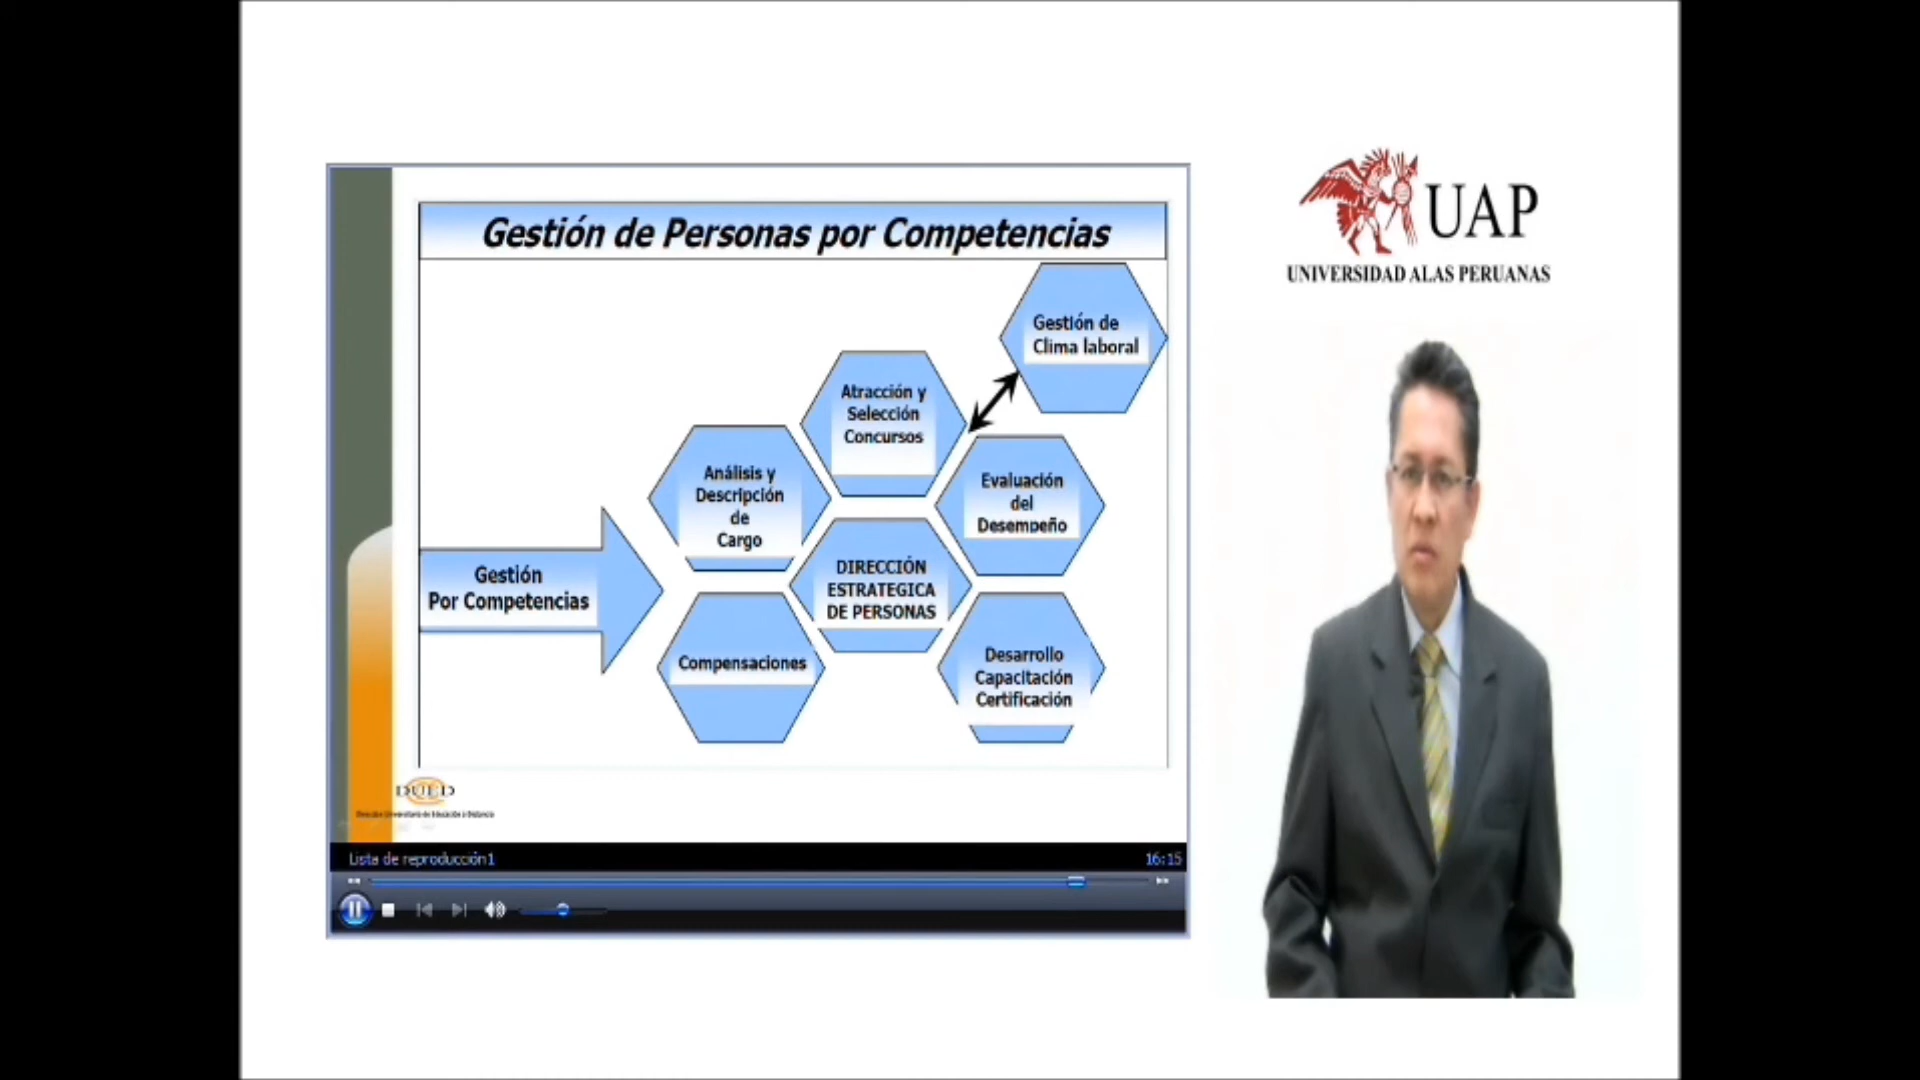 Gestión de Personas por Competencias
Gestión de
Clima laboral
Atracción y
Selección
Concursos
Análisis y
Descripción
de
Cargo
Evaluación
del
Desempeño
Gestión
Por Competencias
DIRECCIÓN
ESTRATEGICA
DE PERSONAS
Compensaciones
Desarrollo
Capacitación
Certificación
DUED
Lista de reproducción1
16:15
UAP
UNIVERSIDAD ALAS PERUANAS